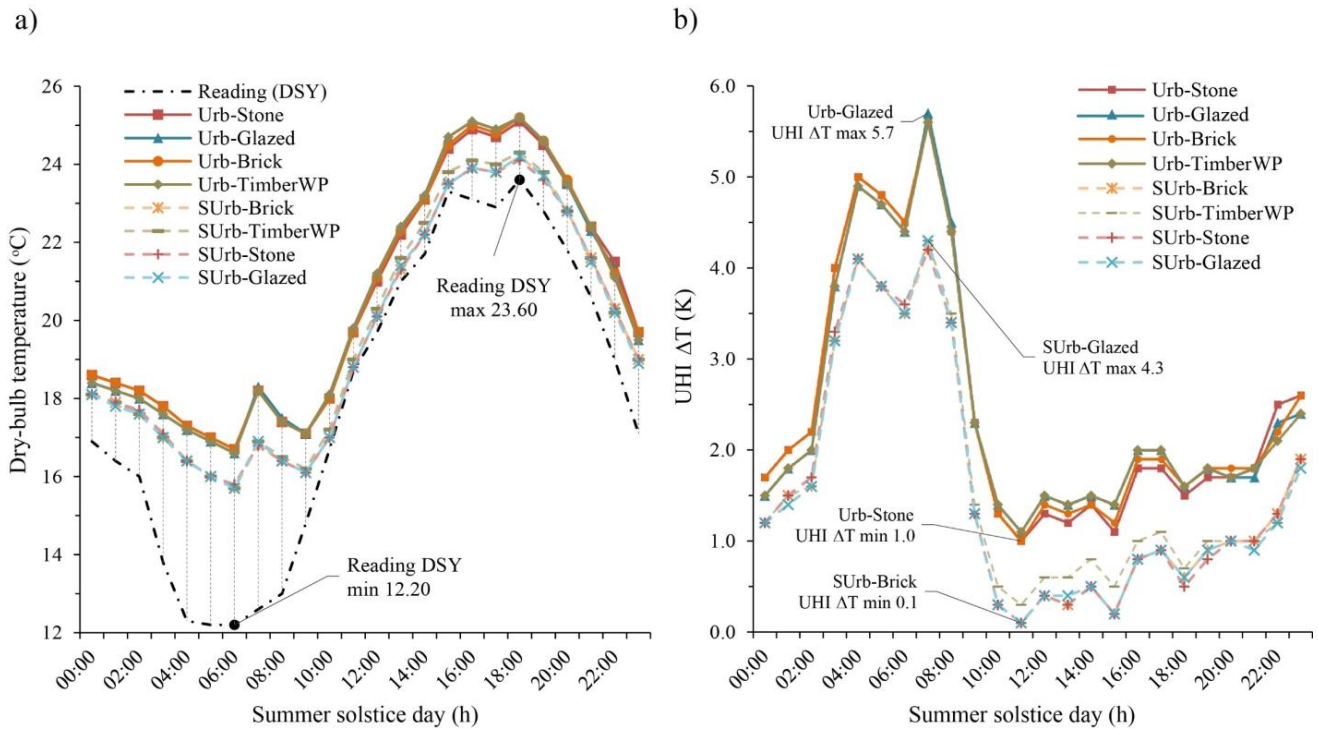 a)
Dry-bulb temperature (°C)
26
24
22
20
18
16
14
12
Reading (DSY)
Urb-Stone
Urb-Glazed
Urb-Brick
Urb-TimberWP
SUrb-Brick
SUrb-TimberWP
SUrb-Stone
SUrb-Glazed
Reading DSY
max 23.60
Reading DSY
min 12.20
00:00
02:00
04:00
06:00
08:00
10:00
12:00
14:00
16:00
18:00
20:00
22:00
Summer solstice day (h)
b)
UHI ΔT (K)
6.0
5.0
4.0
3.0
2.0
1.0
0.0
Urb-Glazed
UHI ΔT max 5.7
Urb-Stone
Urb-Glazed
Urb-Brick
Urb-TimberWP
SUrb-Brick
SUrb-TimberWP
SUrb-Stone
SUrb-Glazed
SUrb-Glazed
UHI ΔT max 4.3
Urb-Stone
UHI ΔT min 1.0
SUrb-Brick
UHI ΔT min 0.1
00:00
02:00
04:00
06:00
08:00
10:00
12:00
14:00
16:00
18:00
20:00
22:00
Summer solstice day (h)